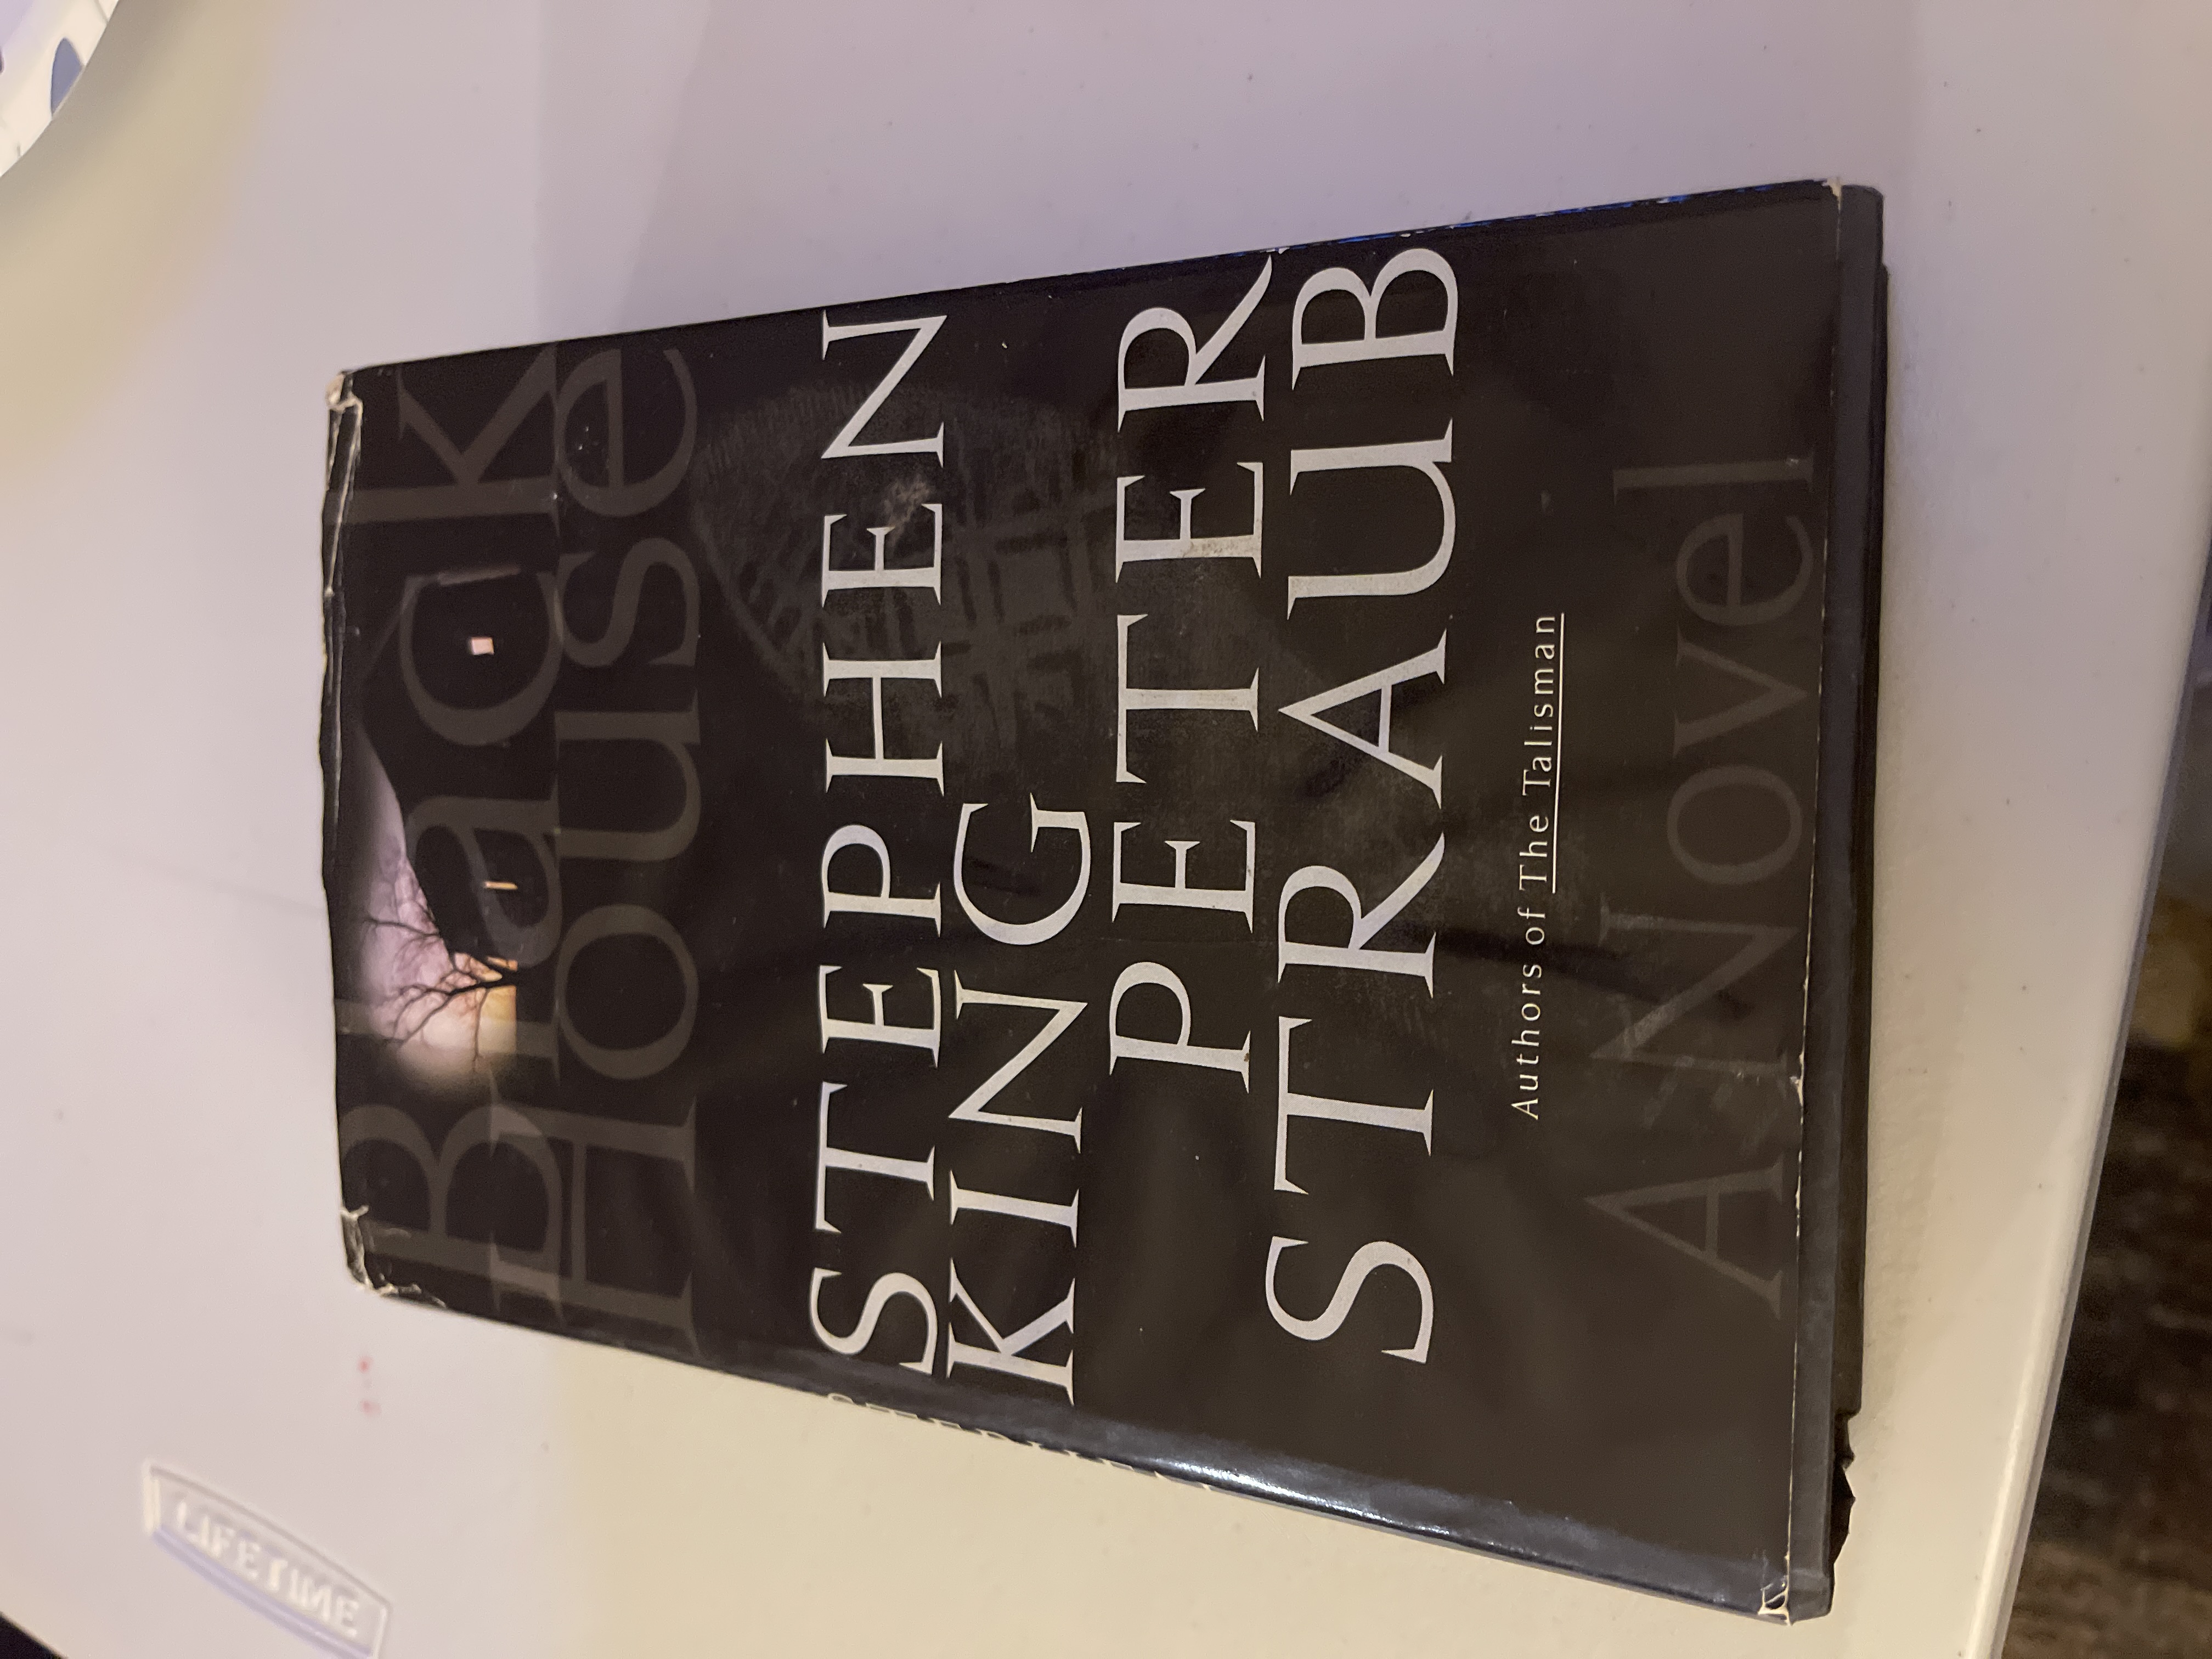 Black
House
STEPHEN
KING
PETER
STRAUB
Authors of The Talisman
A Novel
LIFETIME